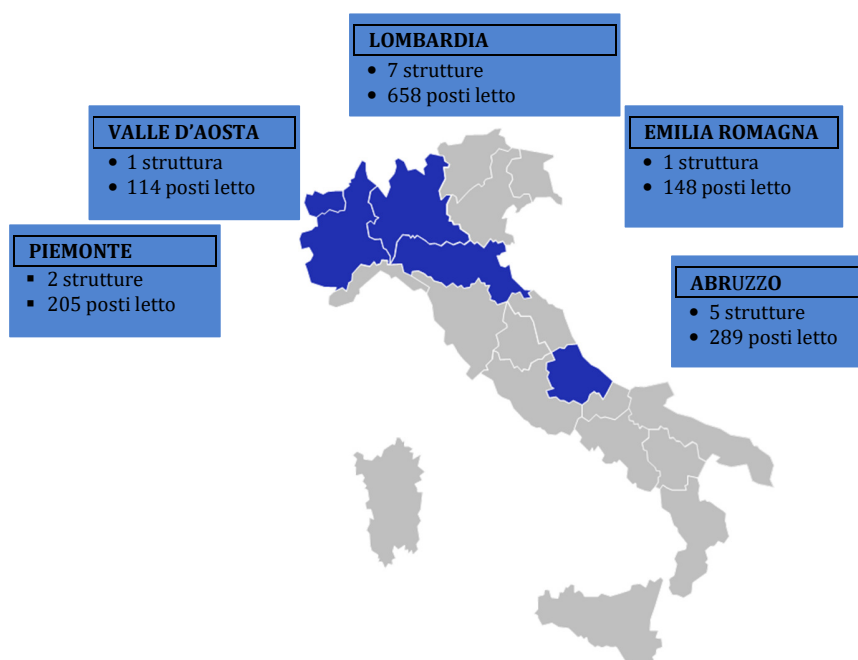 LOMBARDIA
• 7 strutture
• 658 posti letto
VALLE D'AOSTA
• 1 struttura
• 114 posti letto
EMILIA ROMAGNA
• 1 struttura
• 148 posti letto
PIEMONTE
▪ 2 strutture
▪ 205 posti letto
ABRUZZO
• 5 strutture
• 289 posti letto